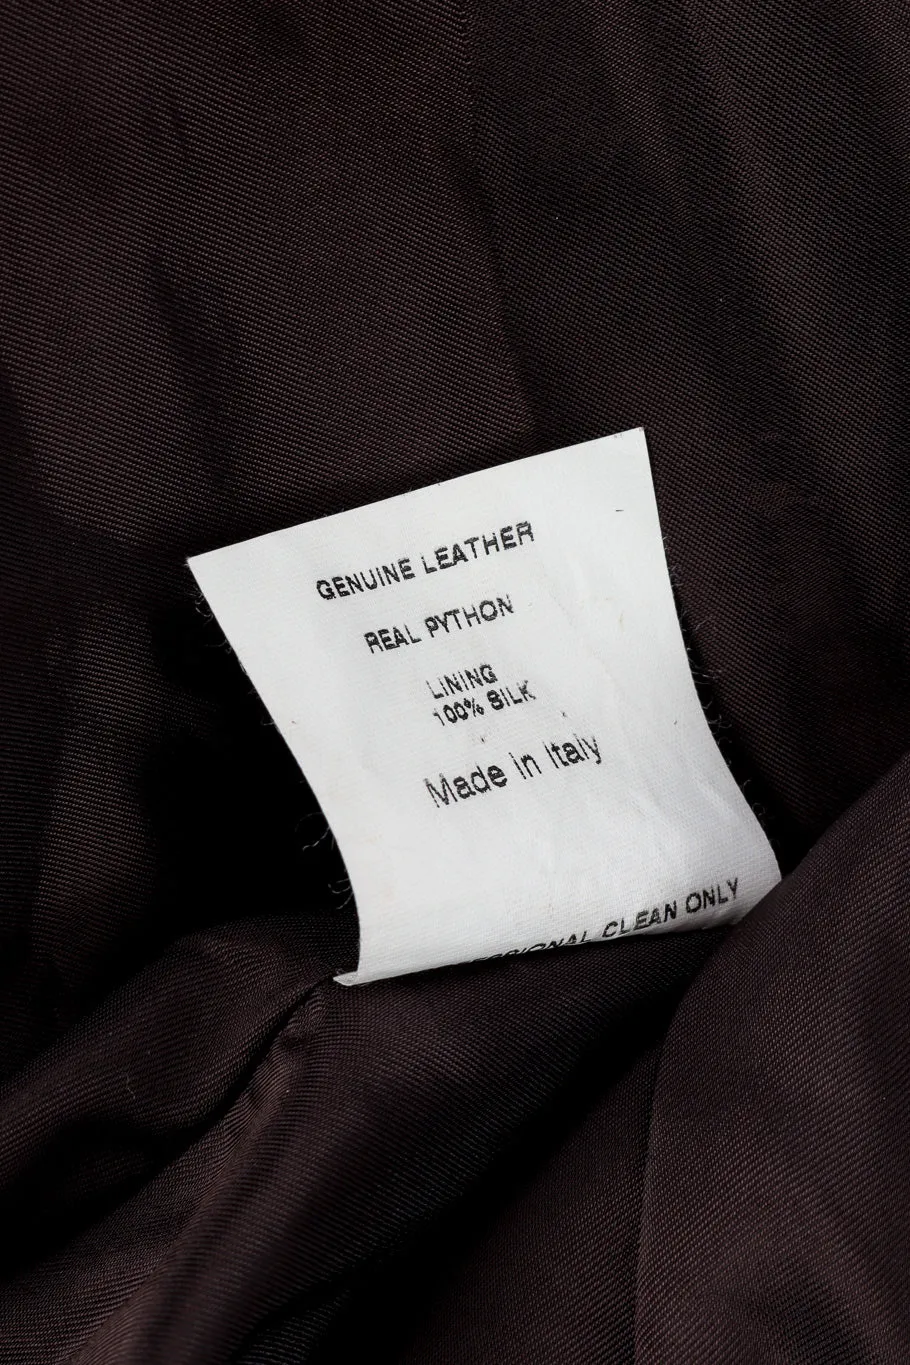 GENUINE LEATHER
REAL PYTHON
LINING
100% SILK
Made in Italy
CLEAN ONLY